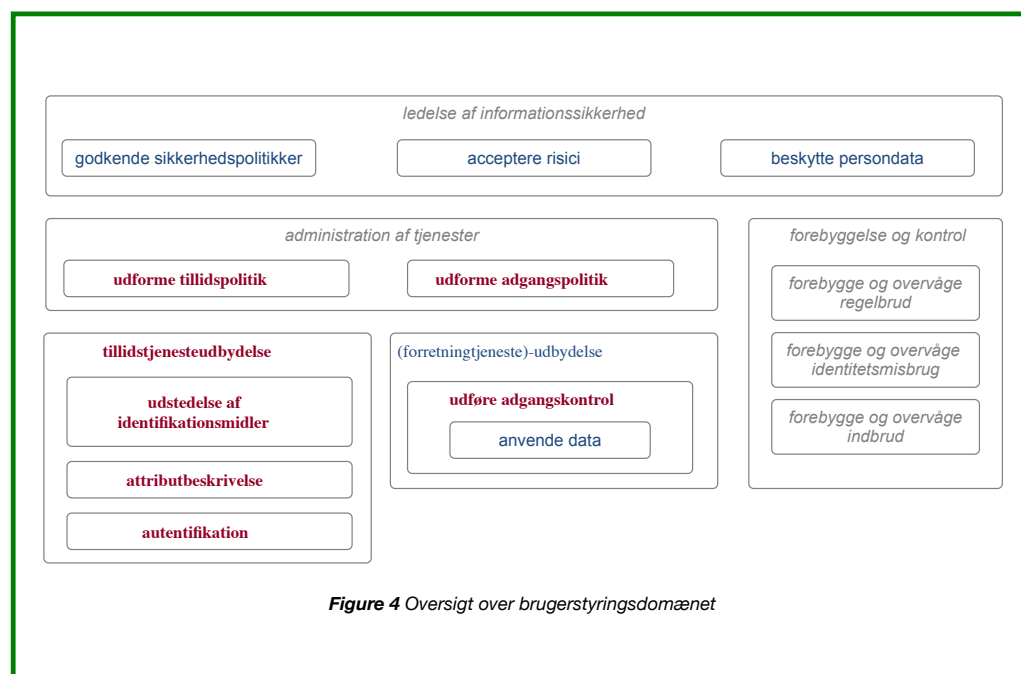 ledelse af informationssikkerhed
godkende sikkerhedspolitikker
acceptere risici
beskytte persondata
administration af tjenester
udforme tillidspolitik
udforme adgangspolitik
forebyggelse og kontrol
forebygge og overvåge
regelbrud
forebygge og overvåge
identitetsmisbrug
forebygge og overvåge
indbrud
tillidstjenesteudbydelse
udstedelse af
identifikationsmidler
attributbeskrivelse
autentifikation
(forretningtjeneste)-udbydelse
udføre adgangskontrol
anvende data
Figure 4 Oversigt over brugerstyringsdomænet